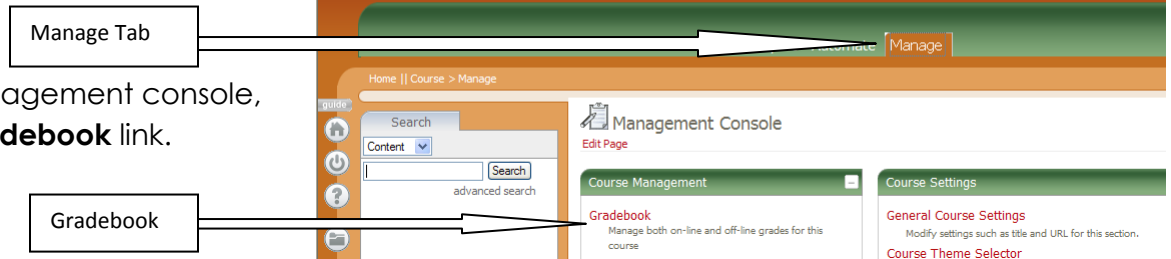 Manage Tab
Automate Manage
Home || Course > Manage
agement console,
debook link.
guide
Search
Content
Search
advanced search
Management Console
Edit Page
Course Management
Course Settings
Gradebook
Gradebook
Manage both on-line and off-line grades for this
course
General Course Settings
Modify settings such as title and URL for this section.
Course Theme Selector